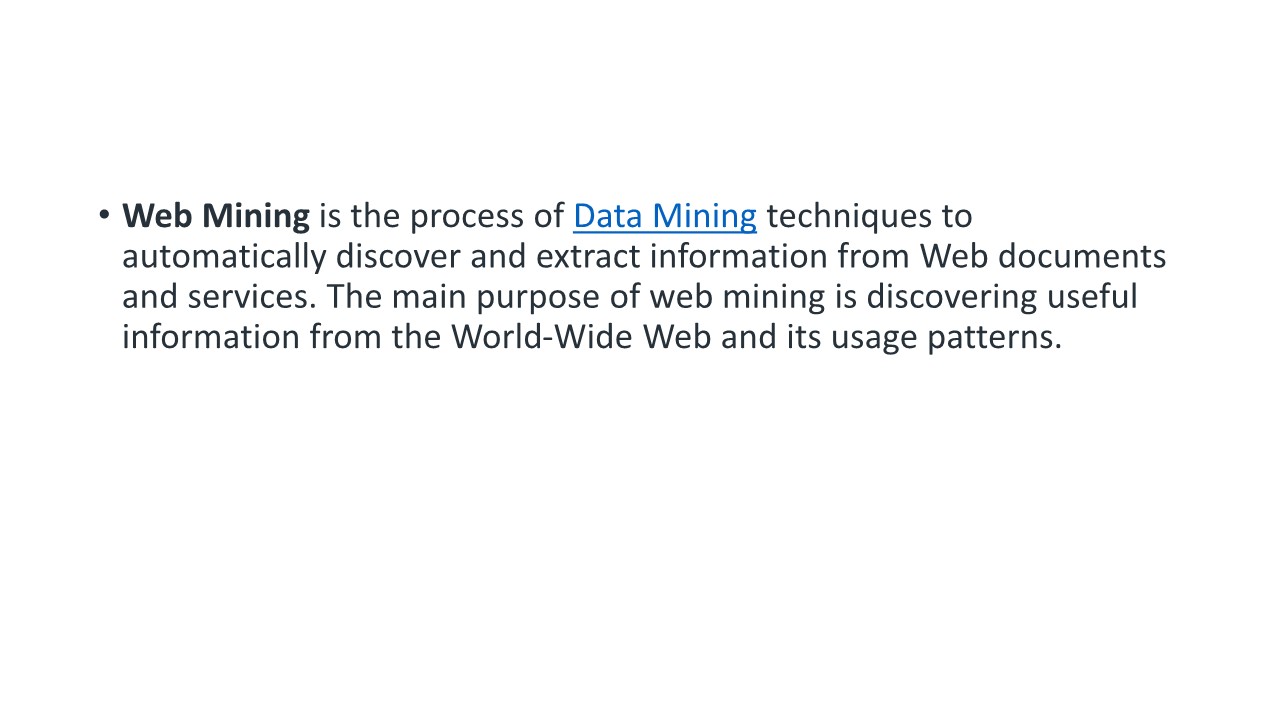 • Web Mining is the process of Data Mining techniques to
automatically discover and extract information from Web documents
and services. The main purpose of web mining is discovering useful
information from the World-Wide Web and its usage patterns.